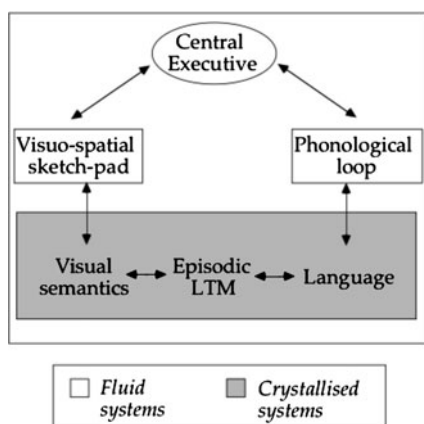 Central
Executive
Visuo-spatial
sketch-pad
Phonological
loop
Visual
semantics
Episodic
LTM
Language
Fluid
systems
Crystallised
systems